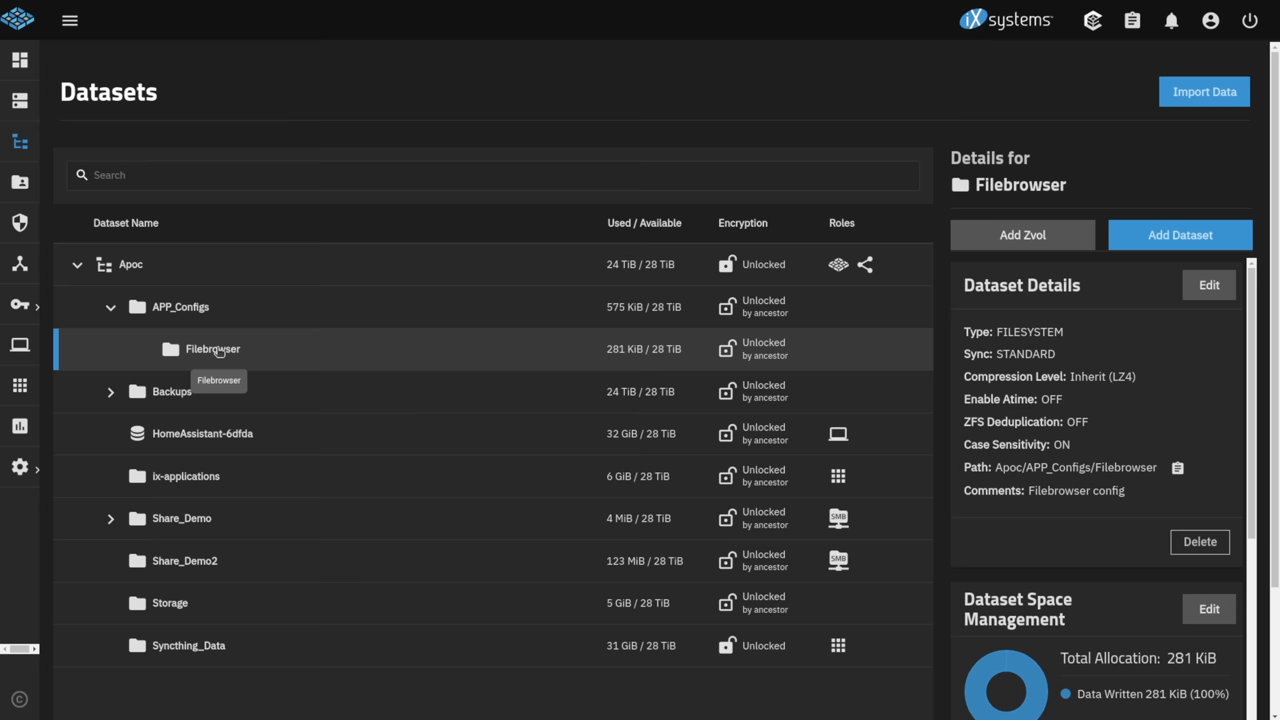 iXsystems
Datasets
Import Data
Search
Dataset Name Used / Available Encryption Roles
Apoc 24 TiB / 28 TiB Unlocked
APP_Configs 575 KiB / 28 TiB Unlocked
by ancestor
Filebrowser 281 KiB / 28 TiB Unlocked
by ancestor
Filebrowser
Backups 24 TiB / 28 TiB Unlocked
by ancestor
HomeAssistant-6dfda 32 GiB / 28 TiB Unlocked
by ancestor
ix-applications 6 GiB / 28 TiB Unlocked
by ancestor
Share_Demo 4 MiB / 28 TiB Unlocked
by ancestor
SMB
Share_Demo2 123 MiB / 28 TiB Unlocked
by ancestor
SMB
Storage 5 GiB / 28 TiB Unlocked
by ancestor
Syncthing_Data 31 GiB / 28 TiB Unlocked
Details for
Filebrowser
Add Zvol Add Dataset
Dataset Details Edit
Type: FILESYSTEM
Sync: STANDARD
Compression Level: Inherit (LZ4)
Enable Atime: OFF
ZFS Deduplication: OFF
Case Sensitivity: ON
Path: Apoc/APP_Configs/Filebrowser
Comments: Filebrowser config
Delete
Dataset Space
Management
Edit
Total Allocation: 281 KiB
Data Written 281 KiB (100%)